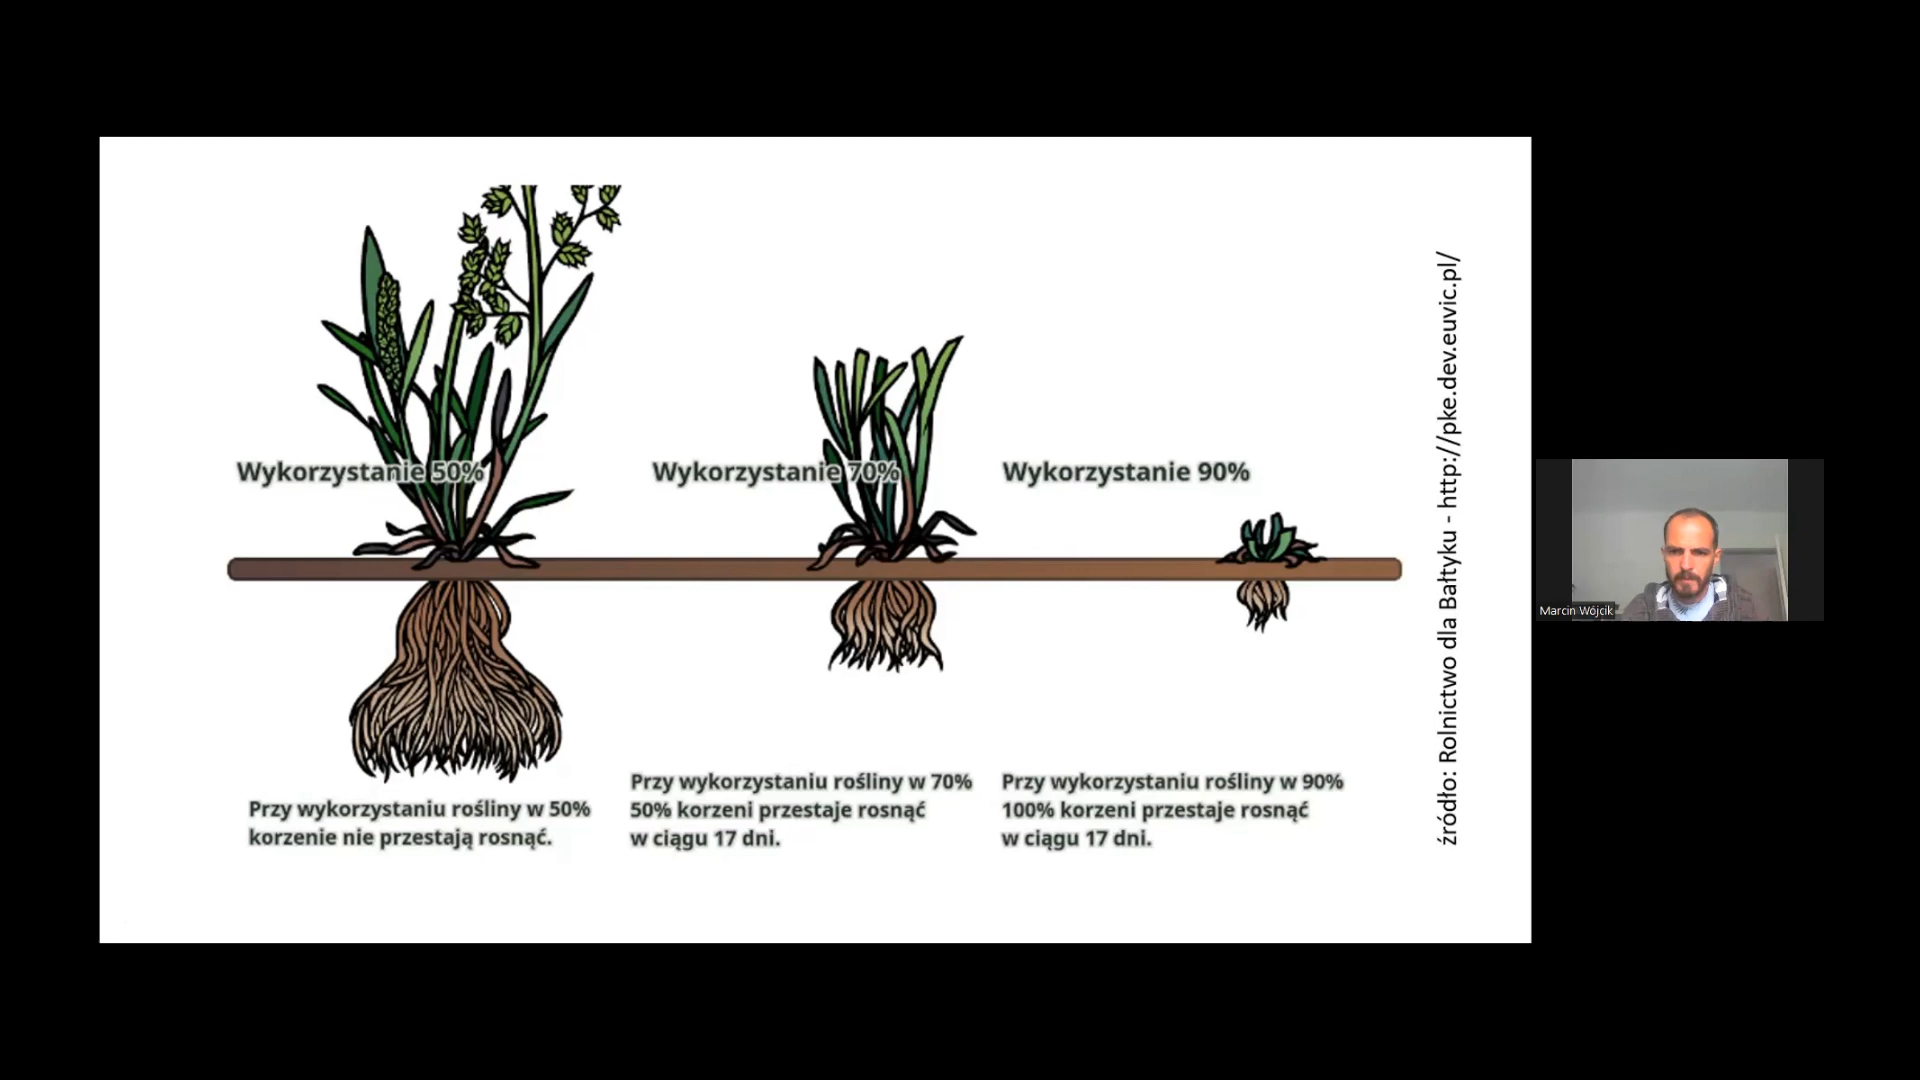 Wykorzystanie 50%
Wykorzystanie 70%
Wykorzystanie 90%
Przy wykorzystaniu rośliny w 50%
korzenie nie przestają rosnąć.
Przy wykorzystaniu rośliny w 70%
50% korzeni przestaje rosnąć
w ciągu 17 dni.
Przy wykorzystaniu rośliny w 90%
100% korzeni przestaje rosnąć
w ciągu 17 dni.
źródło: Rolnictwo dla Bałtyku - http://pke.dev.euvic.pl/
Marcin Wójcik